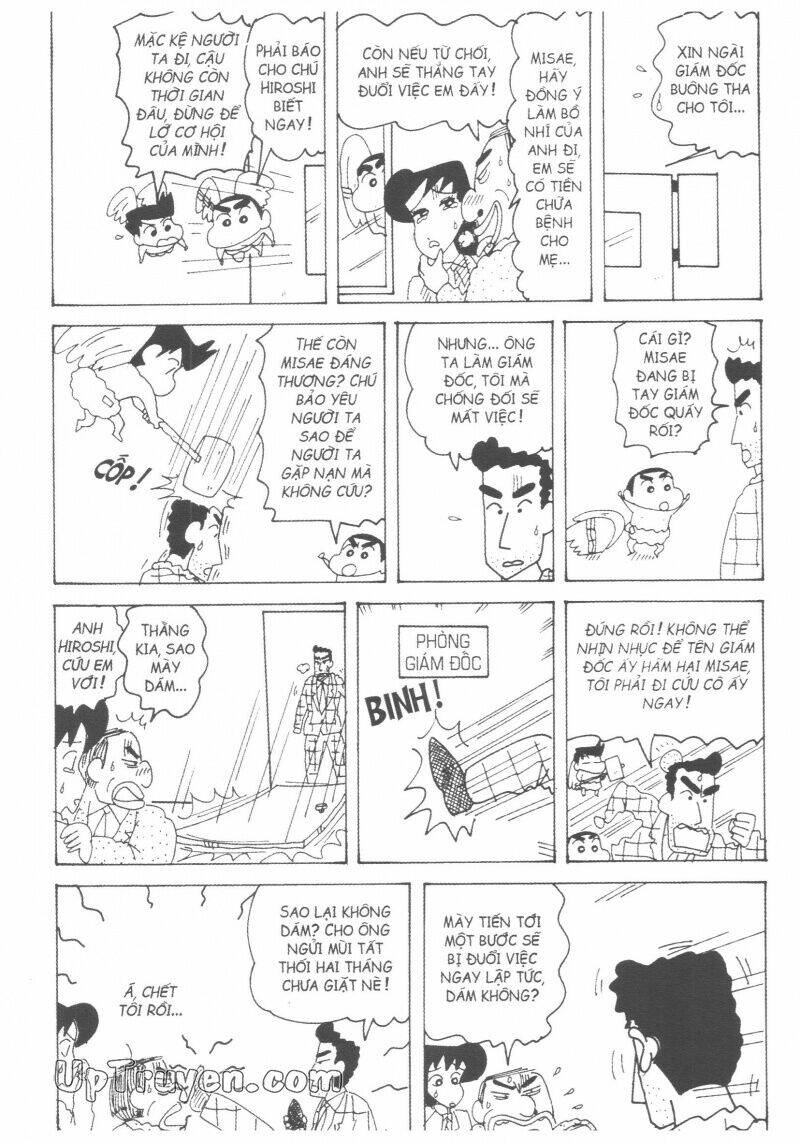 XIN NGÀI
GIÁM ĐỐC
BUÔNG THA
CHO TÔI...
MISAE,
HÃY
ĐỒNG Ý
LÀM BỒ
NHÍ CỦA
ANH ĐI,
EM SẼ
CÓ TIỀN
CHỮA
BỆNH
CHO
MẸ...
CÒN NẾU TỪ CHỐI,
ANH SẼ THẲNG TAY
ĐUỔI VIỆC EM ĐẤY!
PHẢI BÁO
CHO CHÚ
HIROSHI
BIẾT
NGAY!
MẶC KỆ NGƯỜI
TA ĐI, CẬU
KHÔNG CÒN
THỜI GIAN
ĐÂU, ĐỪNG ĐỂ
LỠ CƠ HỘI
CỦA MÌNH!
CÁI GÌ?
MISAE
ĐANG BỊ
TAY GIÁM
ĐỐC QUẤY
RỐI?
NHƯNG... ÔNG
TA LÀM GIÁM
ĐỐC, TÔI MÀ
CHỐNG ĐỐI SẼ
MẤT VIỆC!
THẾ CÒN
MISAE ĐÁNG
THƯƠNG? CHÚ
BẢO YÊU
NGƯỜI TA
SAO ĐỂ
NGƯỜI TA
GẶP NẠN MÀ
KHÔNG CỨU?
CỐP!
ĐÚNG RỒI! KHÔNG THỂ
NHỊN NHỤC ĐỂ TÊN GIÁM
ĐỐC ẤY HÃM HẠI MISAE,
TÔI PHẢI ĐI CỨU CÔ ẤY
NGAY!
PHÒNG
GIÁM ĐỐC
BINH!
THẰNG
KIA, SAO
MÀY
DÁM...
ANH
HIROSHI,
CỨU EM
VỚI!
MÀY TIẾN TỚI
MỘT BƯỚC SẼ
BỊ ĐUỔI VIỆC
NGAY LẬP TỨC,
DÁM KHÔNG?
SAO LẠI KHÔNG
DÁM? CHO ÔNG
NGỬI MÙI TẤT
THỐI HAI THÁNG
CHƯA GIẶT NÈ!
Á, CHẾT
TÔI RỒI...
UpTruyen.com